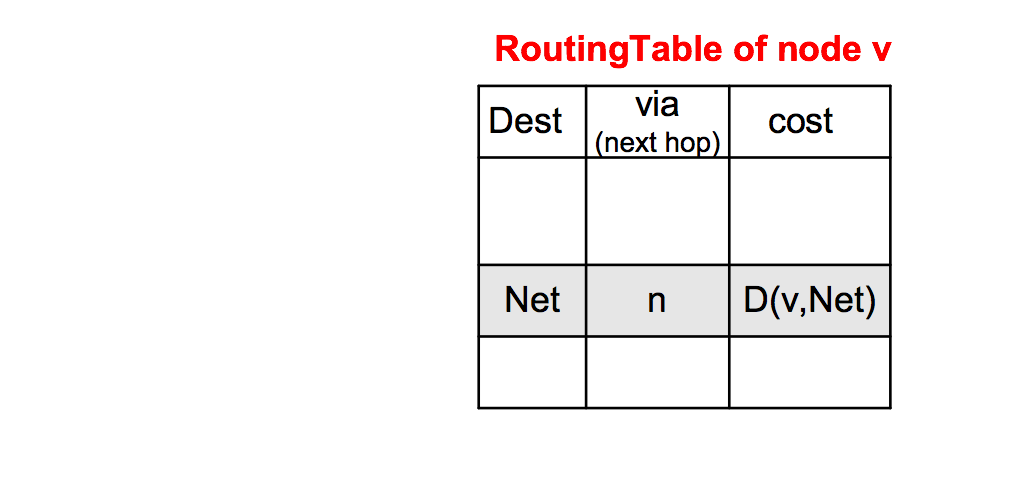 RoutingTable of node v
Dest
via
(next hop)
cost
Net
n
D(v,Net)